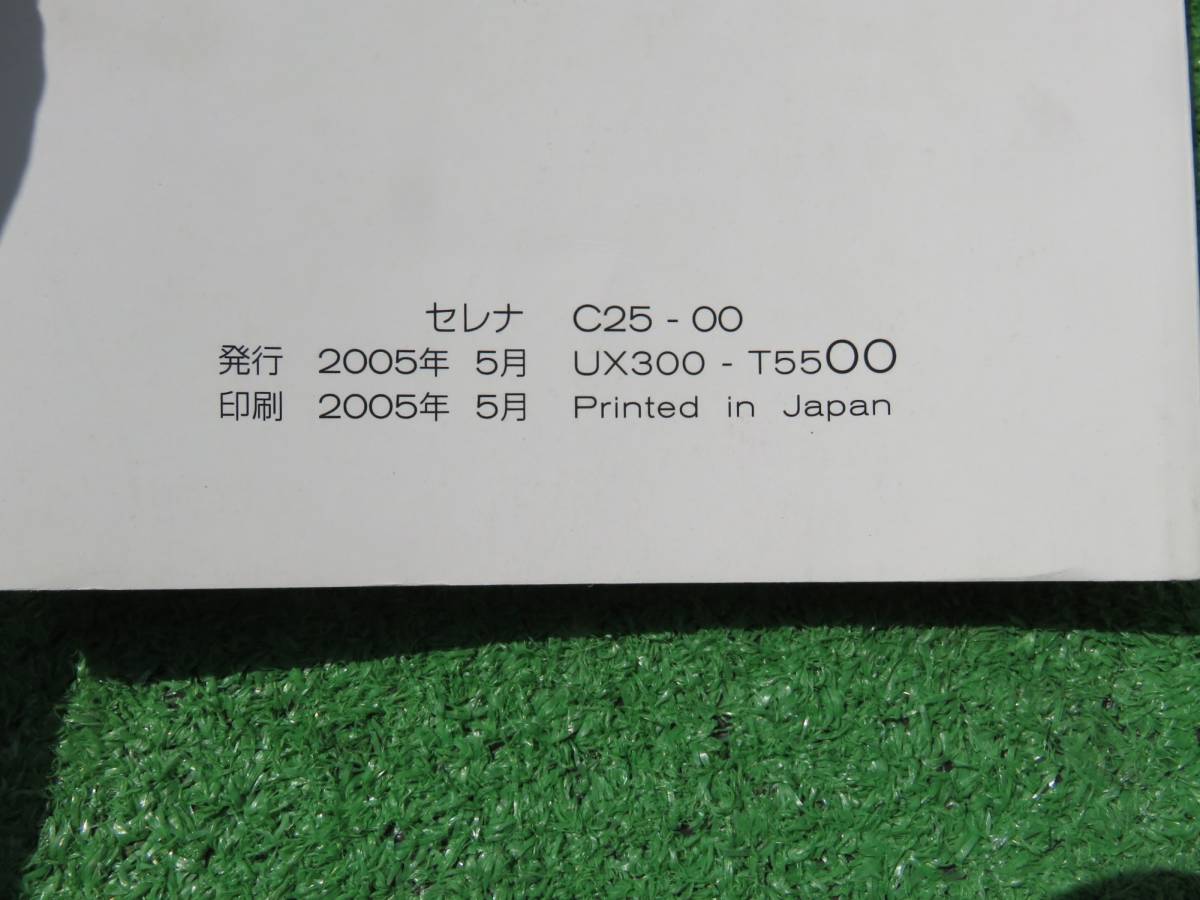 セレナ C25 - 00
発行 2005年 5月 UX300 - T5500
印刷 2005年 5月 Printed in Japan